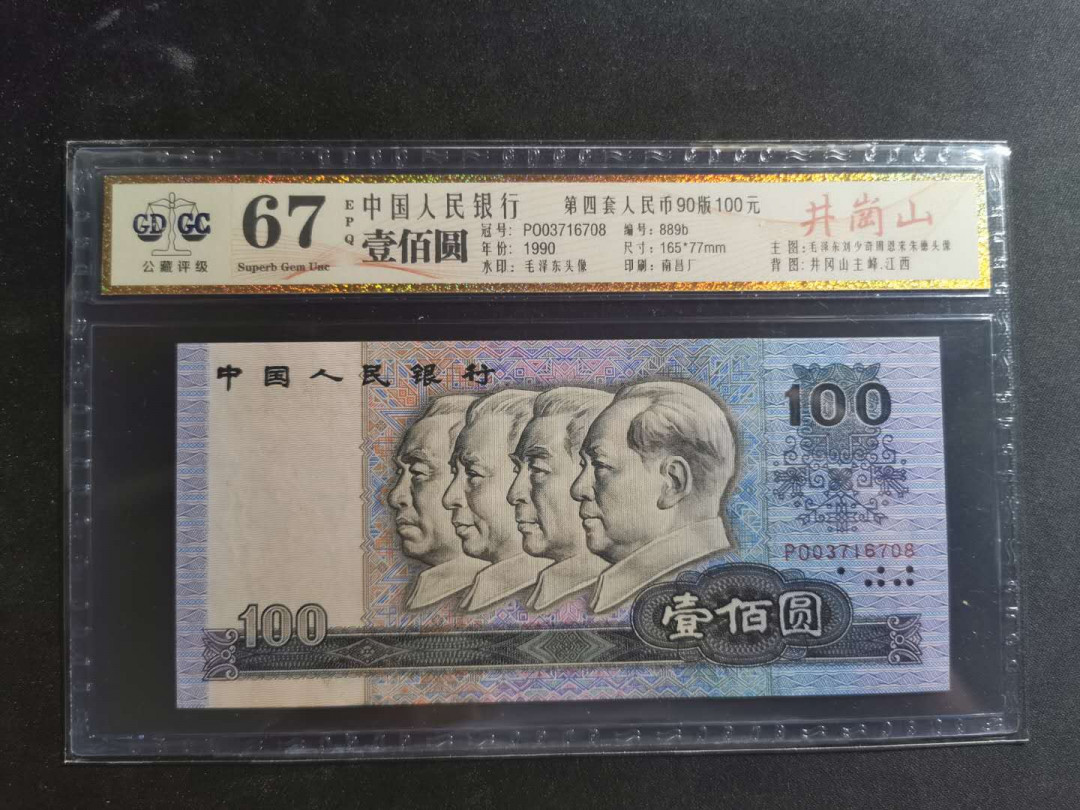 GD GC
公藏评级
67
EPQ
Superb Gem Unc
中国人民银行
壹佰圆
第四套人民币90版100元
冠号: P003716708 编号: 889b
年份: 1990 尺寸: 165*77mm
水印: 毛泽东头像 印刷: 南昌厂
井崗山
主图: 毛泽东刘少奇周恩来朱德头像
背图: 井冈山主峰.江西
中国人民银行
100
P003716708
100
壹佰圆